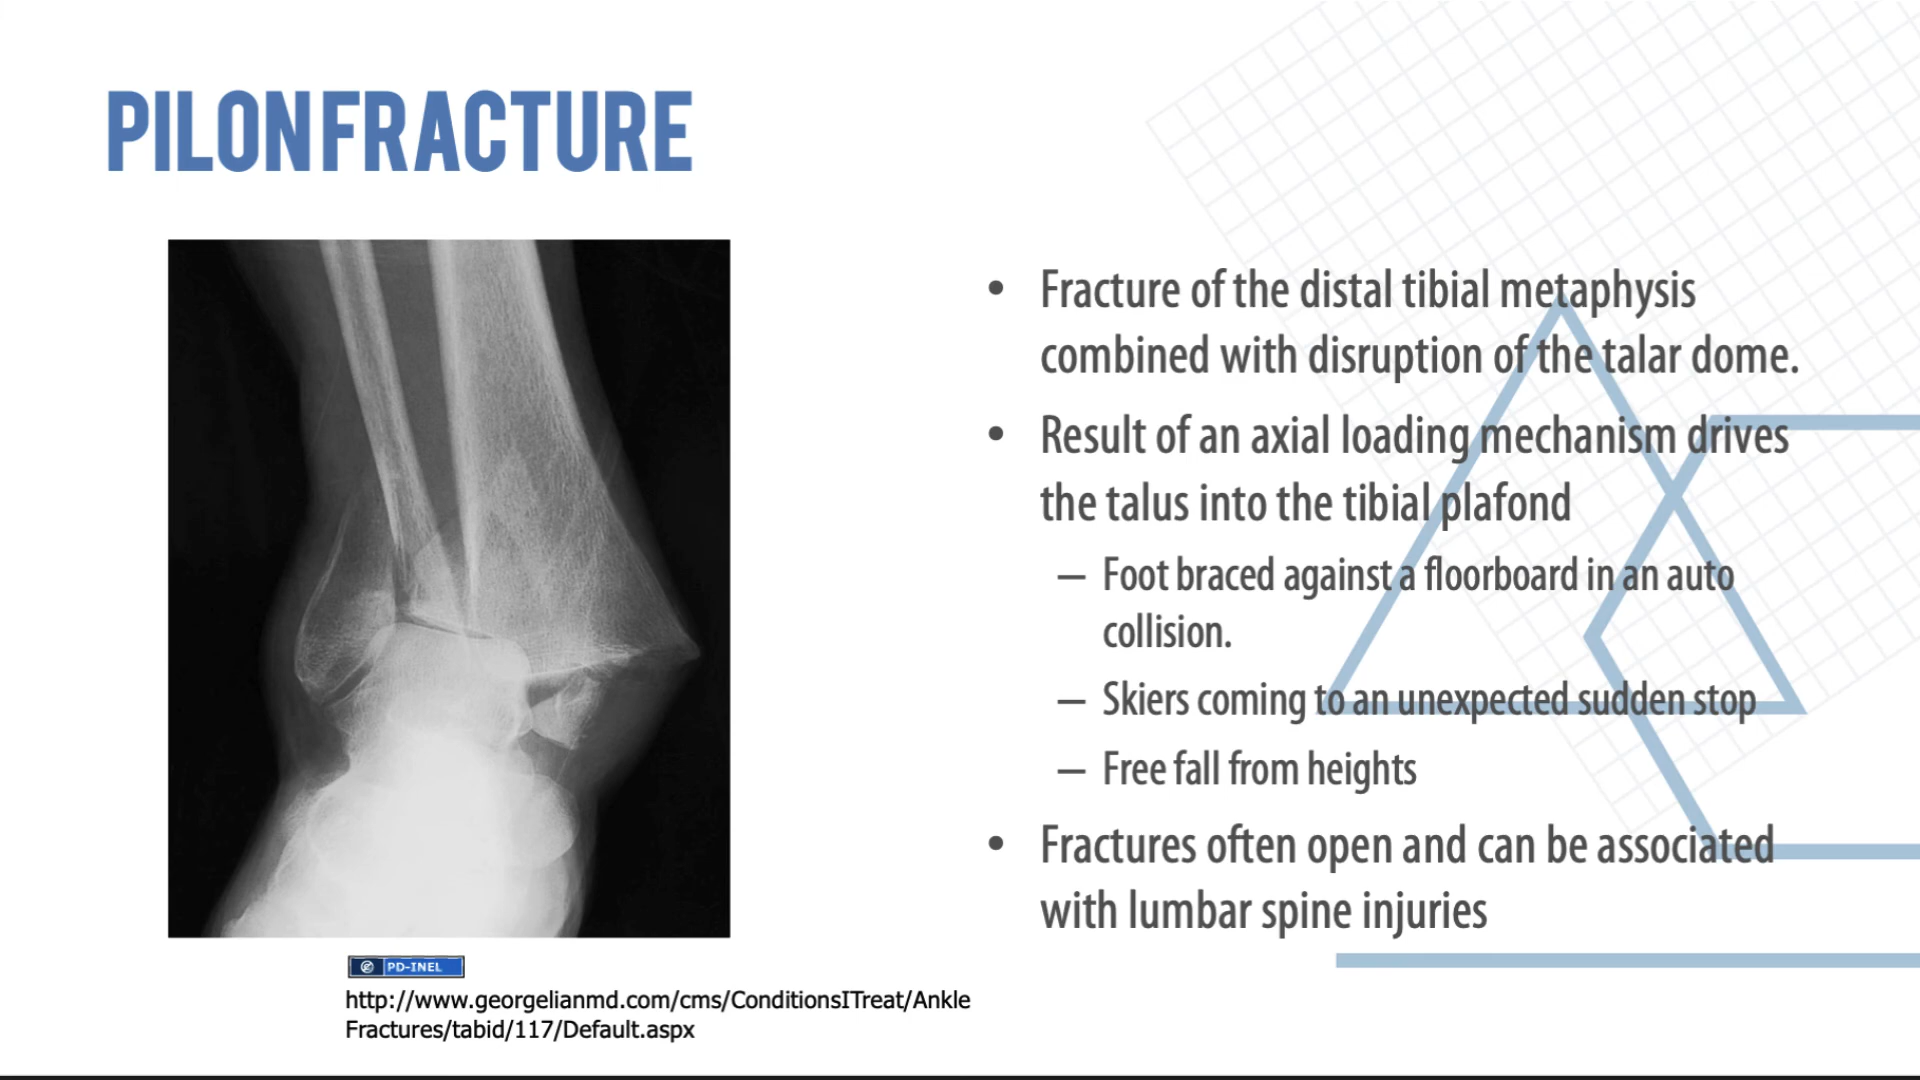 PILON FRACTURE
• Fracture of the distal tibial metaphysis
combined with disruption of the talar dome.
• Result of an axial loading mechanism drives
the talus into the tibial plafond
– Foot braced against a floorboard in an auto
collision.
– Skiers coming to an unexpected sudden stop
– Free fall from heights
• Fractures often open and can be associated
with lumbar spine injuries
PD-INEL
http://www.georgelianmd.com/cms/ConditionsITreat/Ankle
Fractures/tabid/117/Default.aspx